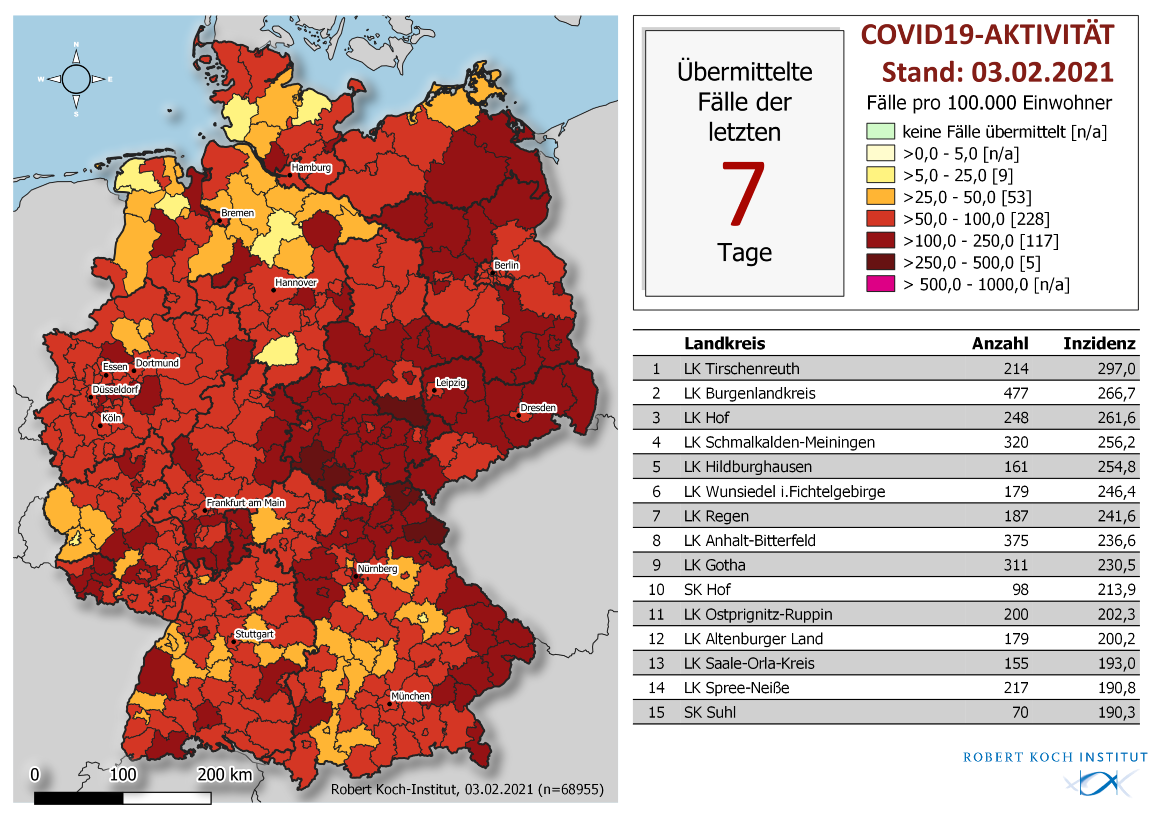 N
W E
S
Hamburg
Bremen
Berlin
Hannover
Essen
Dortmund
Düsseldorf
Leipzig
Köln
Dresden
Frankfurt am Main
Nürnberg
Stuttgart
München
0 100 200 km
Robert Koch-Institut, 03.02.2021 (n=68955)
Übermittelte
Fälle der
letzten
7
Tage
COVID19-AKTIVITÄT
Stand: 03.02.2021
Fälle pro 100.000 Einwohner
keine Fälle übermittelt [n/a]
>0,0 - 5,0 [n/a]
>5,0 - 25,0 [9]
>25,0 - 50,0 [53]
>50,0 - 100,0 [228]
>100,0 - 250,0 [117]
>250,0 - 500,0 [5]
> 500,0 - 1000,0 [n/a]
Landkreis Anzahl Inzidenz
1 LK Tirschenreuth 214 297,0
2 LK Burgenlandkreis 477 266,7
3 LK Hof 248 261,6
4 LK Schmalkalden-Meiningen 320 256,2
5 LK Hildburghausen 161 254,8
6 LK Wunsiedel i.Fichtelgebirge 179 246,4
7 LK Regen 187 241,6
8 LK Anhalt-Bitterfeld 375 236,6
9 LK Gotha 311 230,5
10 SK Hof 98 213,9
11 LK Ostprignitz-Ruppin 200 202,3
12 LK Altenburger Land 179 200,2
13 LK Saale-Orla-Kreis 155 193,0
14 LK Spree-Neiße 217 190,8
15 SK Suhl 70 190,3
ROBERT KOCH INSTITUT